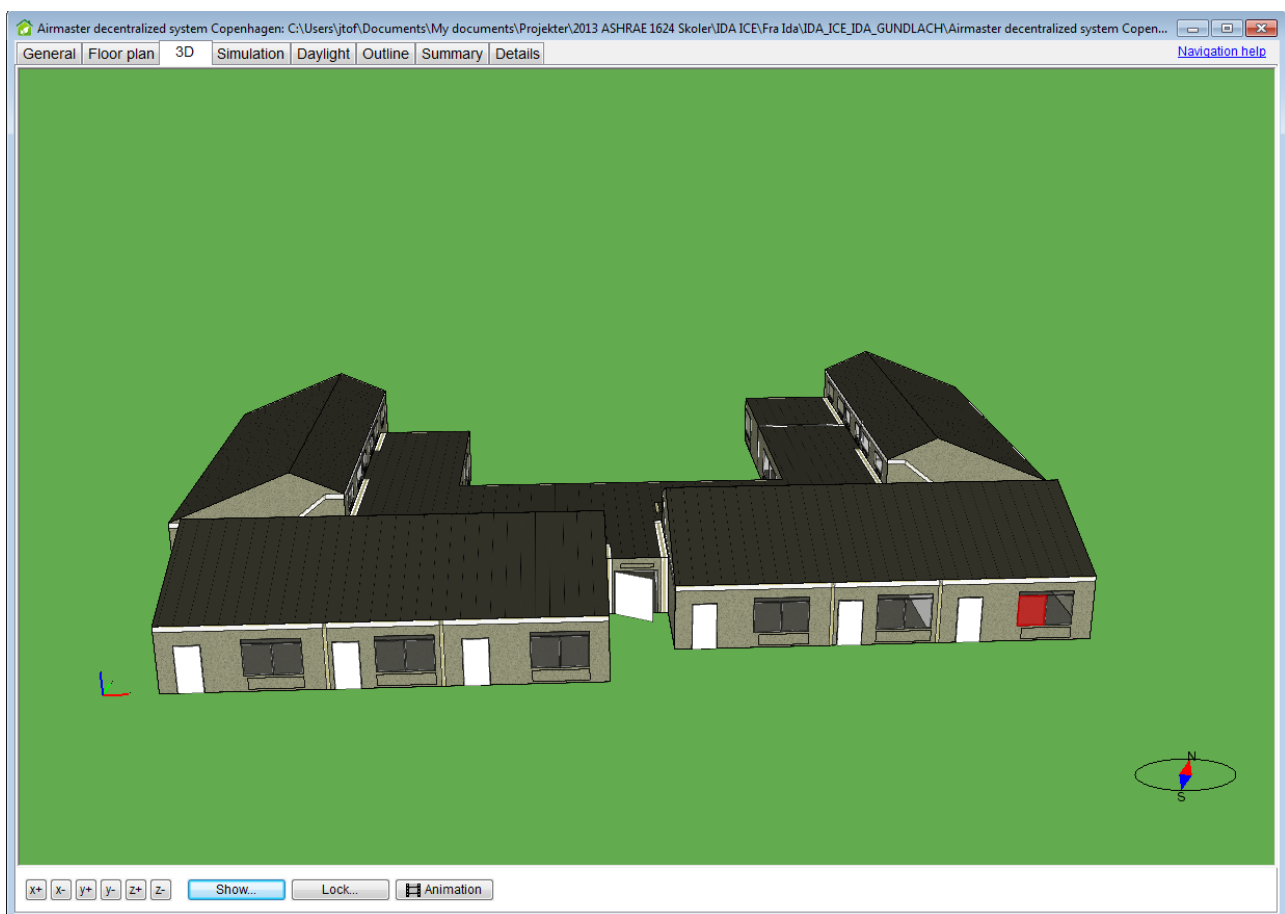 Airmaster decentralized system Copenhagen: C:\Users\jtof\Documents\My documents\Projekter\2013 ASHRAE 1624 Skoler\IDA ICE\Fra Ida\IDA_ICE_IDA_GUNDLACH\Airmaster decentralized system Copen...
General Floor plan 3D Simulation Daylight Outline Summary Details Navigation help
N
S
x+ x- y+ y- z+ z- Show... Lock... Animation